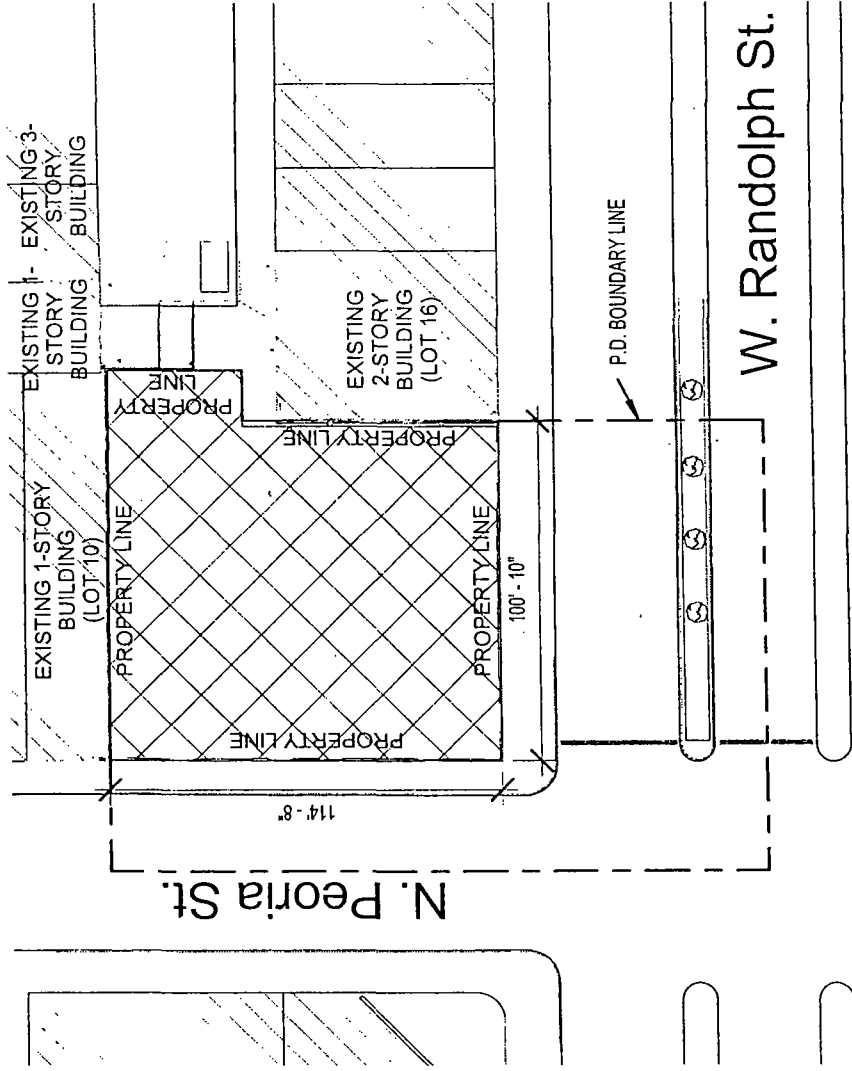 EXISTING 1-STORY
BUILDING
(LOT 10)
EXISTING 1-
STORY
BUILDING
EXISTING 3-
STORY
BUILDING
PROPERTY LINE
PROPERTY
LINE
PROPERTY LINE
PROPERTY LINE
PROPERTY LINE
EXISTING
2-STORY
BUILDING
(LOT 16)
100' - 10"
114' - 8"
P.D. BOUNDARY LINE
W. Randolph St.
N. Peoria St.